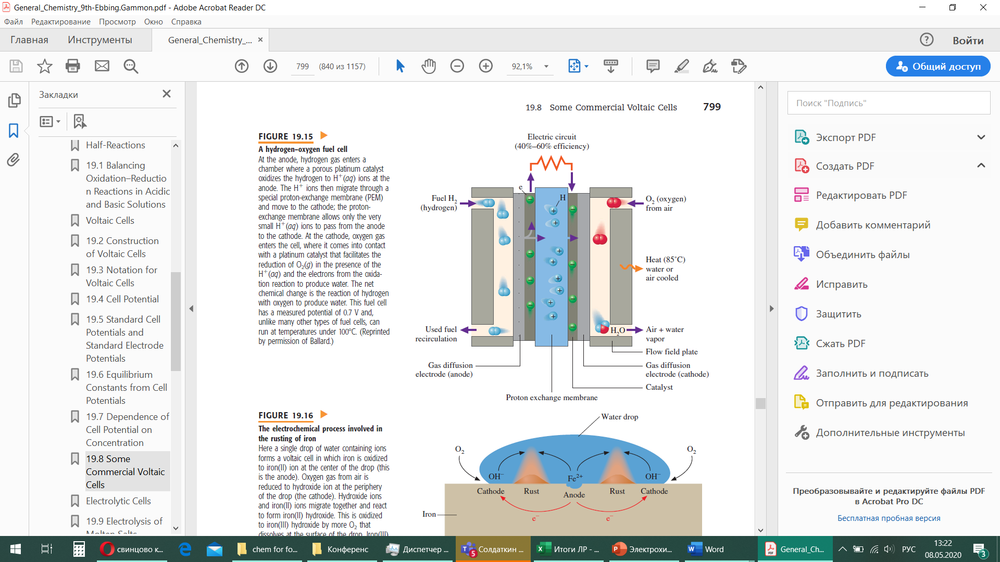 General_Chemistry_9th-Ebbing.Gammon.pdf - Adobe Acrobat Reader DC
Файл Редактирование Просмотр Окно Справка
Главная Инструменты General_Chemistry_... × Войти
799 (840 из 1157) 92,1% Общий доступ
Закладки
Half-Reactions
19.1 Balancing
Oxidation–Reductio
n Reactions in Acidic
and Basic Solutions
Voltaic Cells
19.2 Construction
of Voltaic Cells
19.3 Notation for
Voltaic Cells
19.4 Cell Potential
19.5 Standard Cell
Potentials and
Standard Electrode
Potentials
19.6 Equilibrium
Constants from Cell
Potentials
19.7 Dependence of
Cell Potential on
Concentration
19.8 Some
Commercial Voltaic
Cells
Electrolytic Cells
19.9 Electrolysis of
Molten Salts
19.8 Some Commercial Voltaic Cells 799
FIGURE 19.15
A hydrogen–oxygen fuel cell
At the anode, hydrogen gas enters a
chamber where a porous platinum catalyst
oxidizes the hydrogen to H⁺(aq) ions at the
anode. The H⁺ ions then migrate through a
special proton-exchange membrane (PEM)
and move to the cathode; the proton-
exchange membrane allows only the very
small H⁺(aq) ions to pass from the anode
to the cathode. At the cathode, oxygen gas
enters the cell, where it comes into contact
with a platinum catalyst that facilitates the
reduction of O₂(g) in the presence of the
H⁺(aq) and the electrons from the oxida-
tion reaction to produce water. The net
chemical change is the reaction of hydrogen
with oxygen to produce water. This fuel cell
has a measured potential of 0.7 V and,
unlike many other types of fuel cells, can
run at temperatures under 100°C. (Reprinted
by permission of Ballard.)
Electric circuit
(40%–60% efficiency)
e
H
Fuel H₂
(hydrogen)
O₂ (oxygen)
from air
Heat (85°C)
water or
air cooled
Used fuel
recirculation
H₂O
Air + water
vapor
Flow field plate
Gas diffusion
electrode (anode)
Gas diffusion
electrode (cathode)
Catalyst
Proton exchange membrane
FIGURE 19.16
The electrochemical process involved in
the rusting of iron
Here a single drop of water containing ions
forms a voltaic cell in which iron is oxidized
to iron(II) ion at the center of the drop (this
is the anode). Oxygen gas from air is
reduced to hydroxide ion at the periphery
of the drop (the cathode). Hydroxide ions
and iron(II) ions migrate together and react
to form iron(II) hydroxide. This is oxidized
to iron(III) hydroxide by more O₂ that
dissolves at the surface of the drop. Iron(III)
Water drop
O₂ O₂
OH⁻ Fe²⁺ OH⁻
Cathode Rust Anode Rust Cathode
Iron
e⁻ e⁻
Поиск "Подпись"
Экспорт PDF
Создать PDF
Редактировать PDF
Добавить комментарий
Объединить файлы
Исправить
Защитить
Сжать PDF
Заполнить и подписать
Отправить для редактирования
Дополнительные инструменты
Преобразовывайте и редактируйте файлы PDF
в Acrobat Pro DC
Бесплатная пробная версия
свинцово к... chem for fo... Конференс Диспетчер ... Солдаткин ... 5 Итоги ЛР - ... Электрохи... Word General_Ch... РУС 13:22 3
08.05.2020